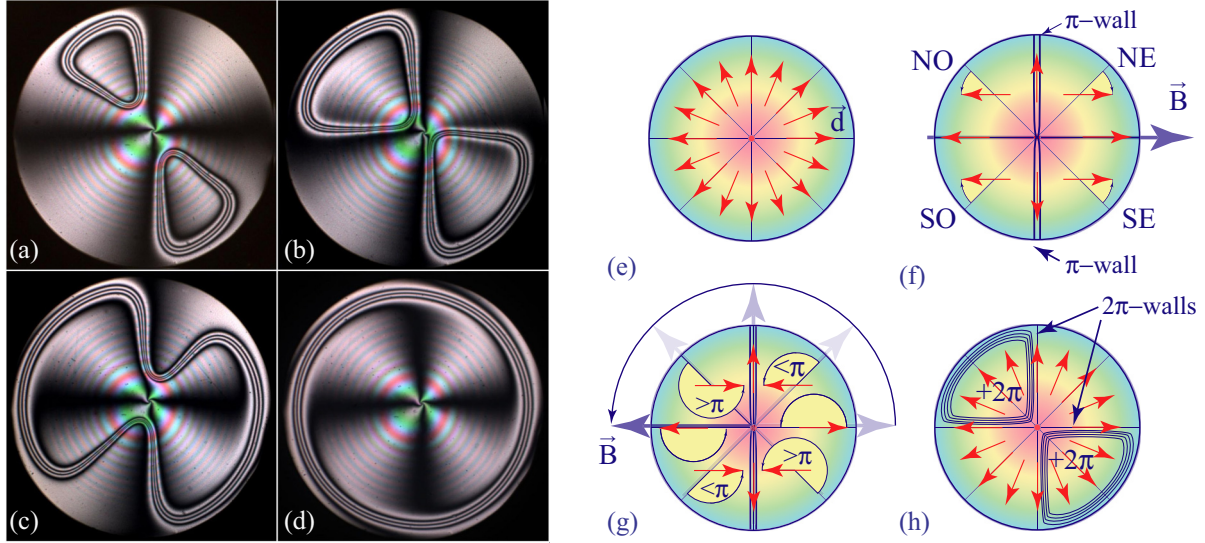 (a)
(b)
(c)
(d)
d⃗
(e)
π−wall
NO
NE
B⃗
SO
SE
π−wall
(f)
<π
>π
>π
<π
B⃗
(g)
2π−walls
+2π
+2π
(h)